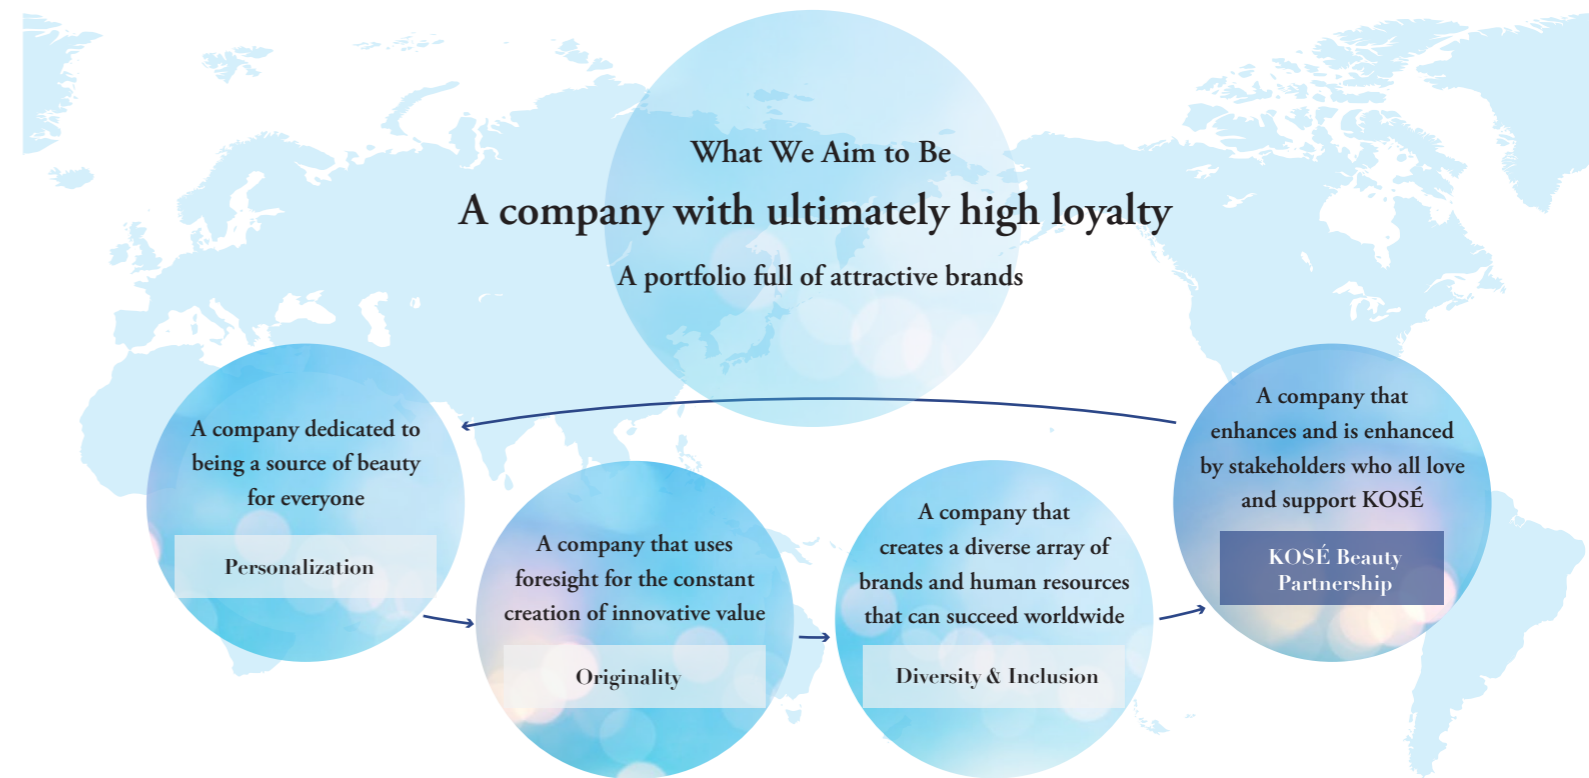 What We Aim to Be
A company with ultimately high loyalty
A portfolio full of attractive brands
A company dedicated to
being a source of beauty
for everyone
Personalization
A company that uses
foresight for the constant
creation of innovative value
Originality
A company that
creates a diverse array of
brands and human resources
that can succeed worldwide
Diversity & Inclusion
A company that
enhances and is enhanced
by stakeholders who all love
and support KOSÉ
KOSÉ Beauty
Partnership